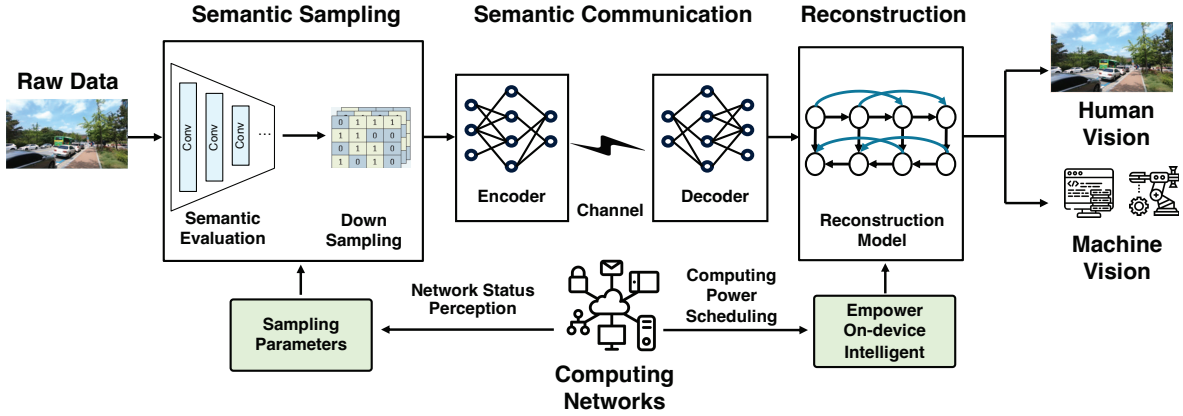 Semantic Sampling
Semantic Communication
Reconstruction
Raw Data
Conv
Conv
Conv
...
0 1 1 1
1 1 0 0
0 0 1 0
1 0 1 0
Semantic
Evaluation
Down
Sampling
Encoder
Channel
Decoder
Reconstruction
Model
Human
Vision
</>
Machine
Vision
Sampling
Parameters
Network Status
Perception
Computing
Networks
Computing
Power
Scheduling
Empower
On-device
Intelligent